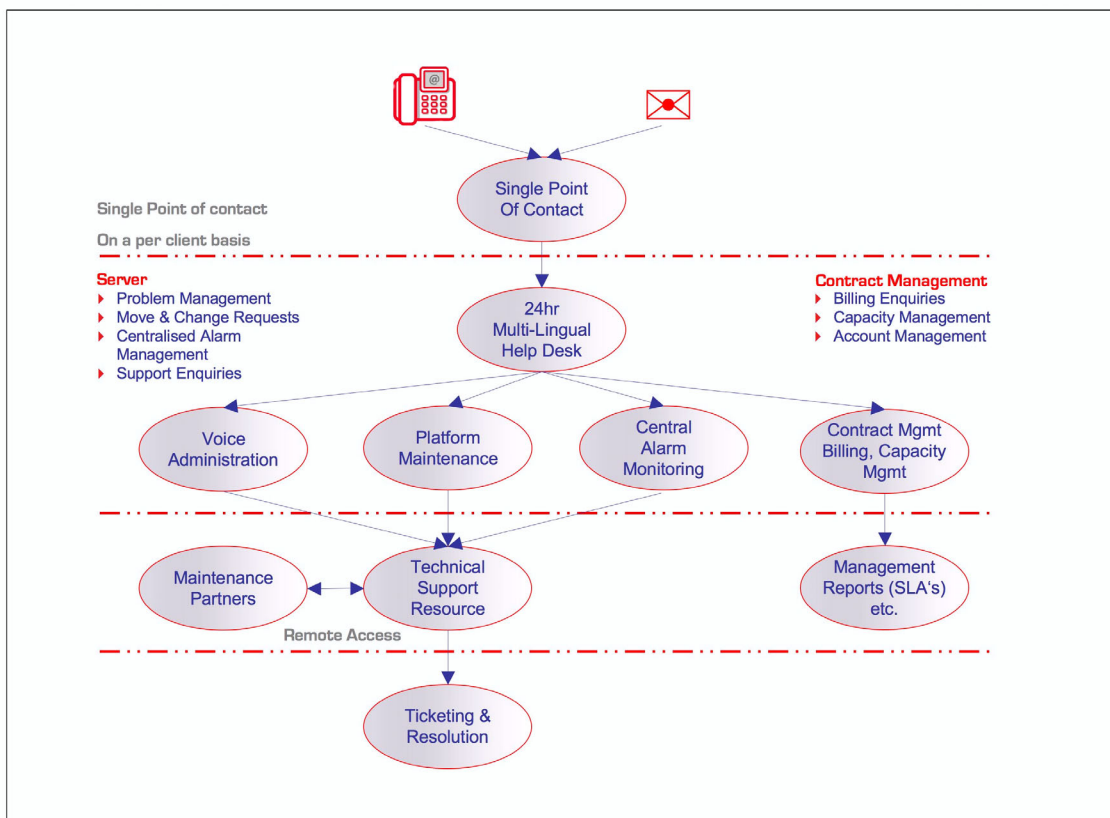 @
Single Point
Of Contact
Single Point of contact
On a per client basis
Server
Problem Management
Move & Change Requests
Centralised Alarm
Management
Support Enquiries
24hr
Multi-Lingual
Help Desk
Contract Management
Billing Enquiries
Capacity Management
Account Management
Voice
Administration
Platform
Maintenance
Central
Alarm
Monitoring
Contract Mgmt
Billing, Capacity
Mgmt
Maintenance
Partners
Technical
Support
Resource
Management
Reports (SLA‘s)
etc.
Remote Access
Ticketing &
Resolution